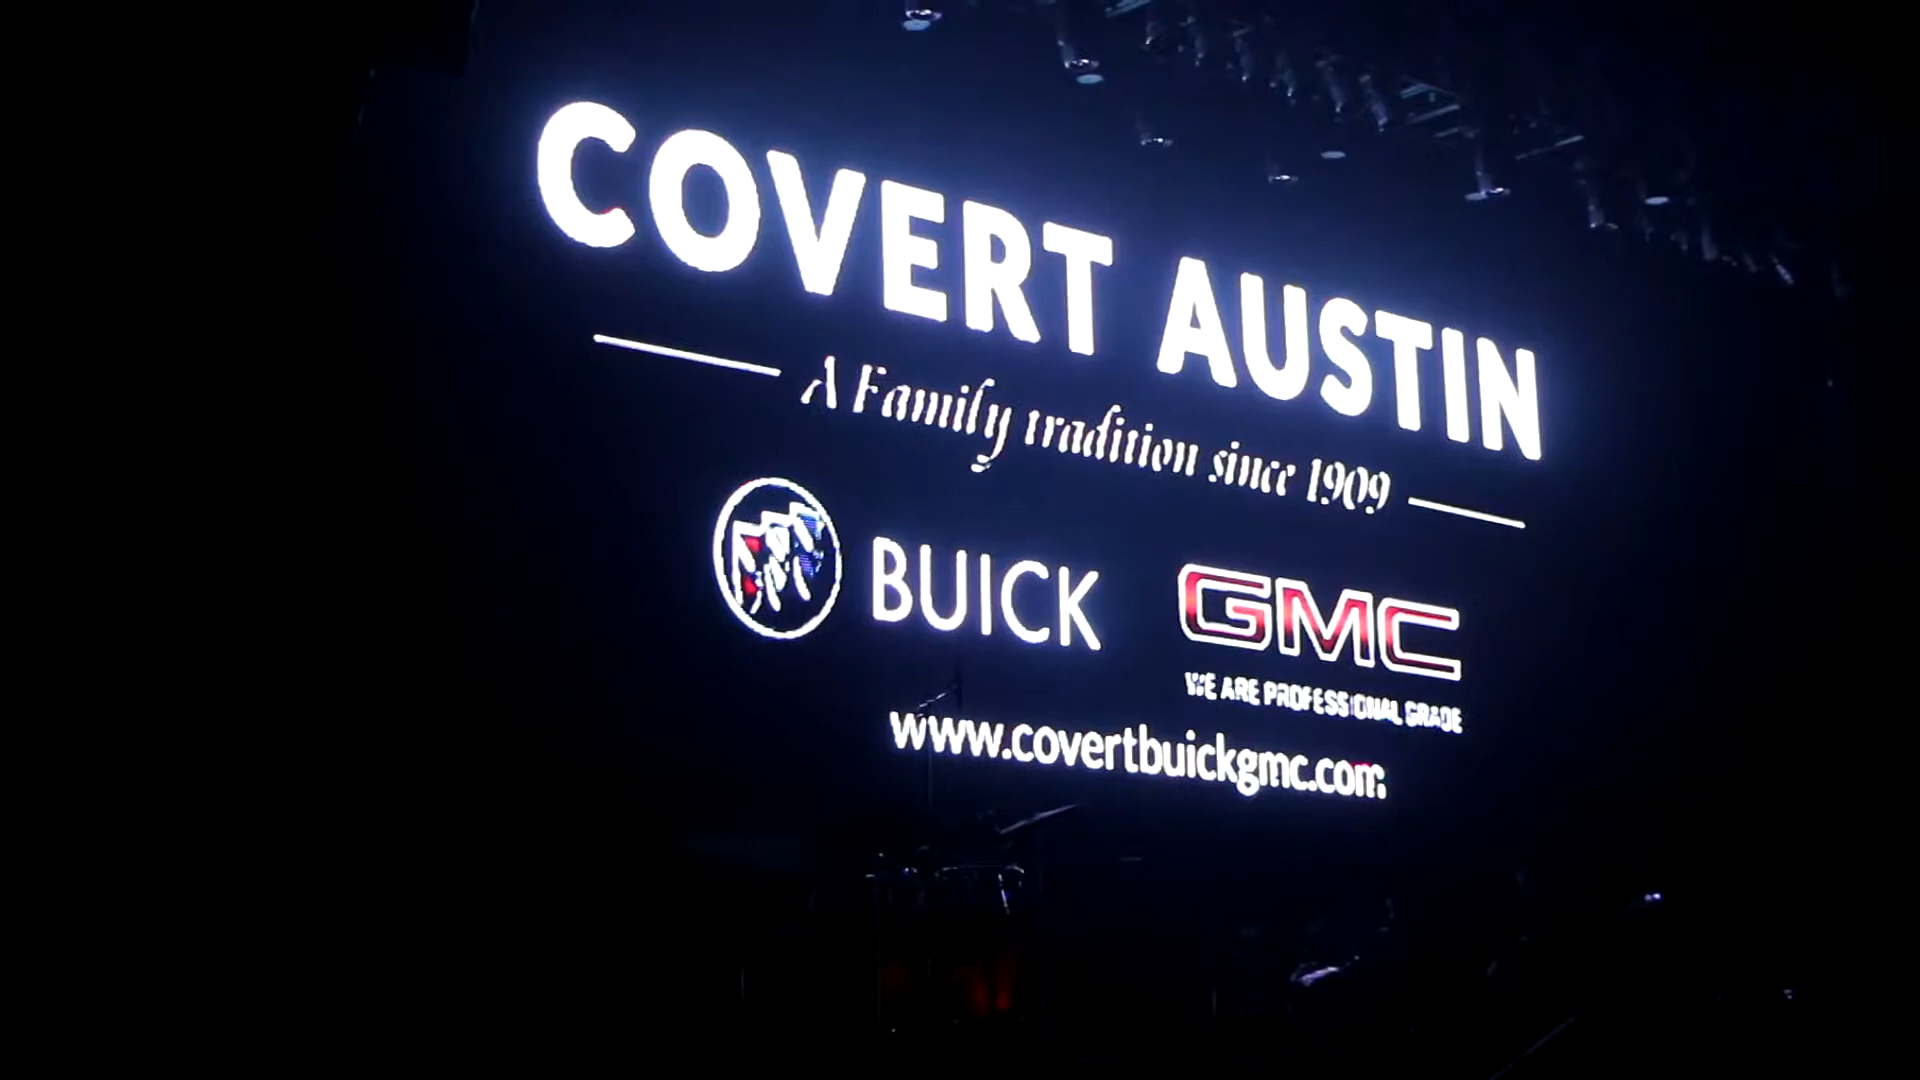 COVERT AUSTIN
A Family tradition since 1909
BUICK GMC
WE ARE PROFESSIONAL GRADE
www.covertbuickgmc.com